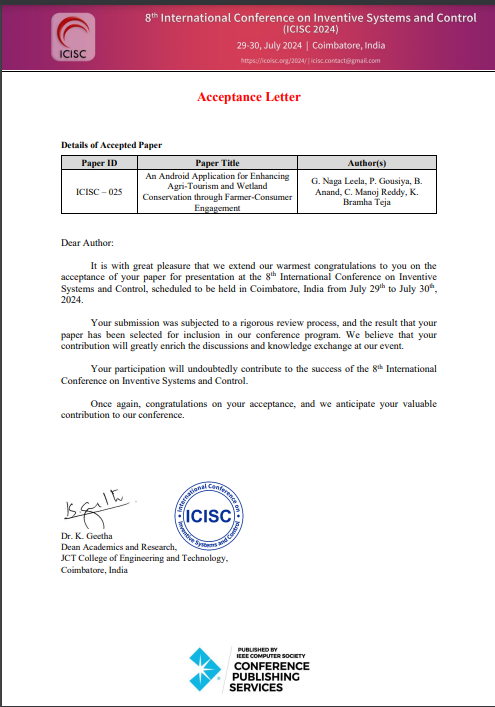 ICISC
8th International Conference on Inventive Systems and Control
(ICISC 2024)
29-30, July 2024 | Coimbatore, India
https://icoisc.org/2024/ | icisc.contact@gmail.com
Acceptance Letter
Details of Accepted Paper
Paper ID Paper Title Author(s)
ICISC – 025
An Android Application for Enhancing
Agri-Tourism and Wetland
Conservation through Farmer-Consumer
Engagement
G. Naga Leela, P. Gousiya, B.
Anand, C. Manoj Reddy, K.
Bramha Teja
Dear Author:
It is with great pleasure that we extend our warmest congratulations to you on the
acceptance of your paper for presentation at the 8th International Conference on Inventive
Systems and Control, scheduled to be held in Coimbatore, India from July 29th to July 30th,
2024.
Your submission was subjected to a rigorous review process, and the result that your
paper has been selected for inclusion in our conference program. We believe that your
contribution will greatly enrich the discussions and knowledge exchange at our event.
Your participation will undoubtedly contribute to the success of the 8th International
Conference on Inventive Systems and Control.
Once again, congratulations on your acceptance, and we anticipate your valuable
contribution to our conference.
International Conference on
ICISC
Inventive Systems and Control
Dr. K. Geetha
Dean Academics and Research,
JCT College of Engineering and Technology,
Coimbatore, India
PUBLISHED BY
IEEE COMPUTER SOCIETY
CONFERENCE
PUBLISHING
SERVICES